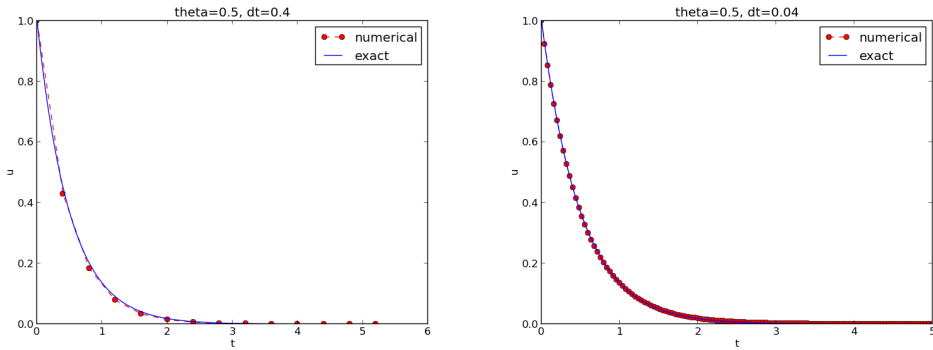 theta=0.5, dt=0.4
1.0
0.8
0.6
0.4
0.2
0.0
u
numerical
exact
0 1 2 3 4 5 6
t
theta=0.5, dt=0.04
1.0
0.8
0.6
0.4
0.2
0.0
u
numerical
exact
0 1 2 3 4 5
t